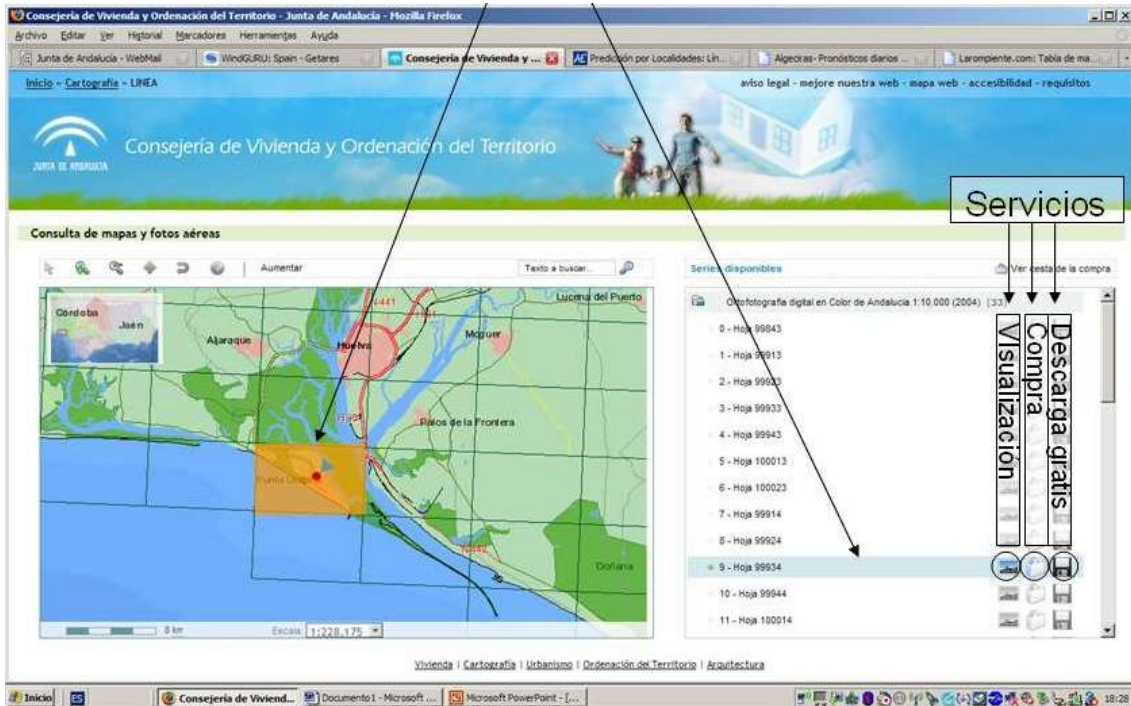 Consejería de Vivienda y Ordenación del Territorio - Junta de Andalucía - Mozilla Firefox
Archivo Editar Ver Historial Marcadores Herramientas Ayuda
Junta de Andalucia - WebMail
WindGURU: Spain - Getares
Consejería de Vivienda y ...
Predicción por Localidades: Lín...
Algeciras- Pronósticos diarios ...
Larompiente.com: Tabla de ma...
Inicio - Cartografía - LINEA
aviso legal - mejore nuestra web - mapa web - accesibilidad - requisitos
JUNTA DE ANDALUCIA
Consejería de Vivienda y Ordenación del Territorio
Servicios
Consulta de mapas y fotos aéreas
Aumentar
Texto a buscar...
Series disponibles
Ver cesta de la compra
Ortofotografia digital en Color de Andalucia 1:10.000 (2004) [33]
Visualización
Compra
Descarga gratis
0 - Hoja 99843
1 - Hoja 99913
2 - Hoja 99923
3 - Hoja 99933
4 - Hoja 99943
5 - Hoja 100013
6 - Hoja 100023
7 - Hoja 99914
8 - Hoja 99924
9 - Hoja 99934
10 - Hoja 99944
11 - Hoja 100014
Córdoba
Jaén
Lucena del Puerto
Aljaraque
Huelva
Moguer
Palos de la Frontera
Punta Umbría
Doñana
8 km
Escala: 1:228.175
Vivienda | Cartografía | Urbanismo | Ordenación del Territorio | Arquitectura
Inicio
ES
Consejería de Viviend...
Documento1 - Microsoft ...
Microsoft PowerPoint - [...
18:28